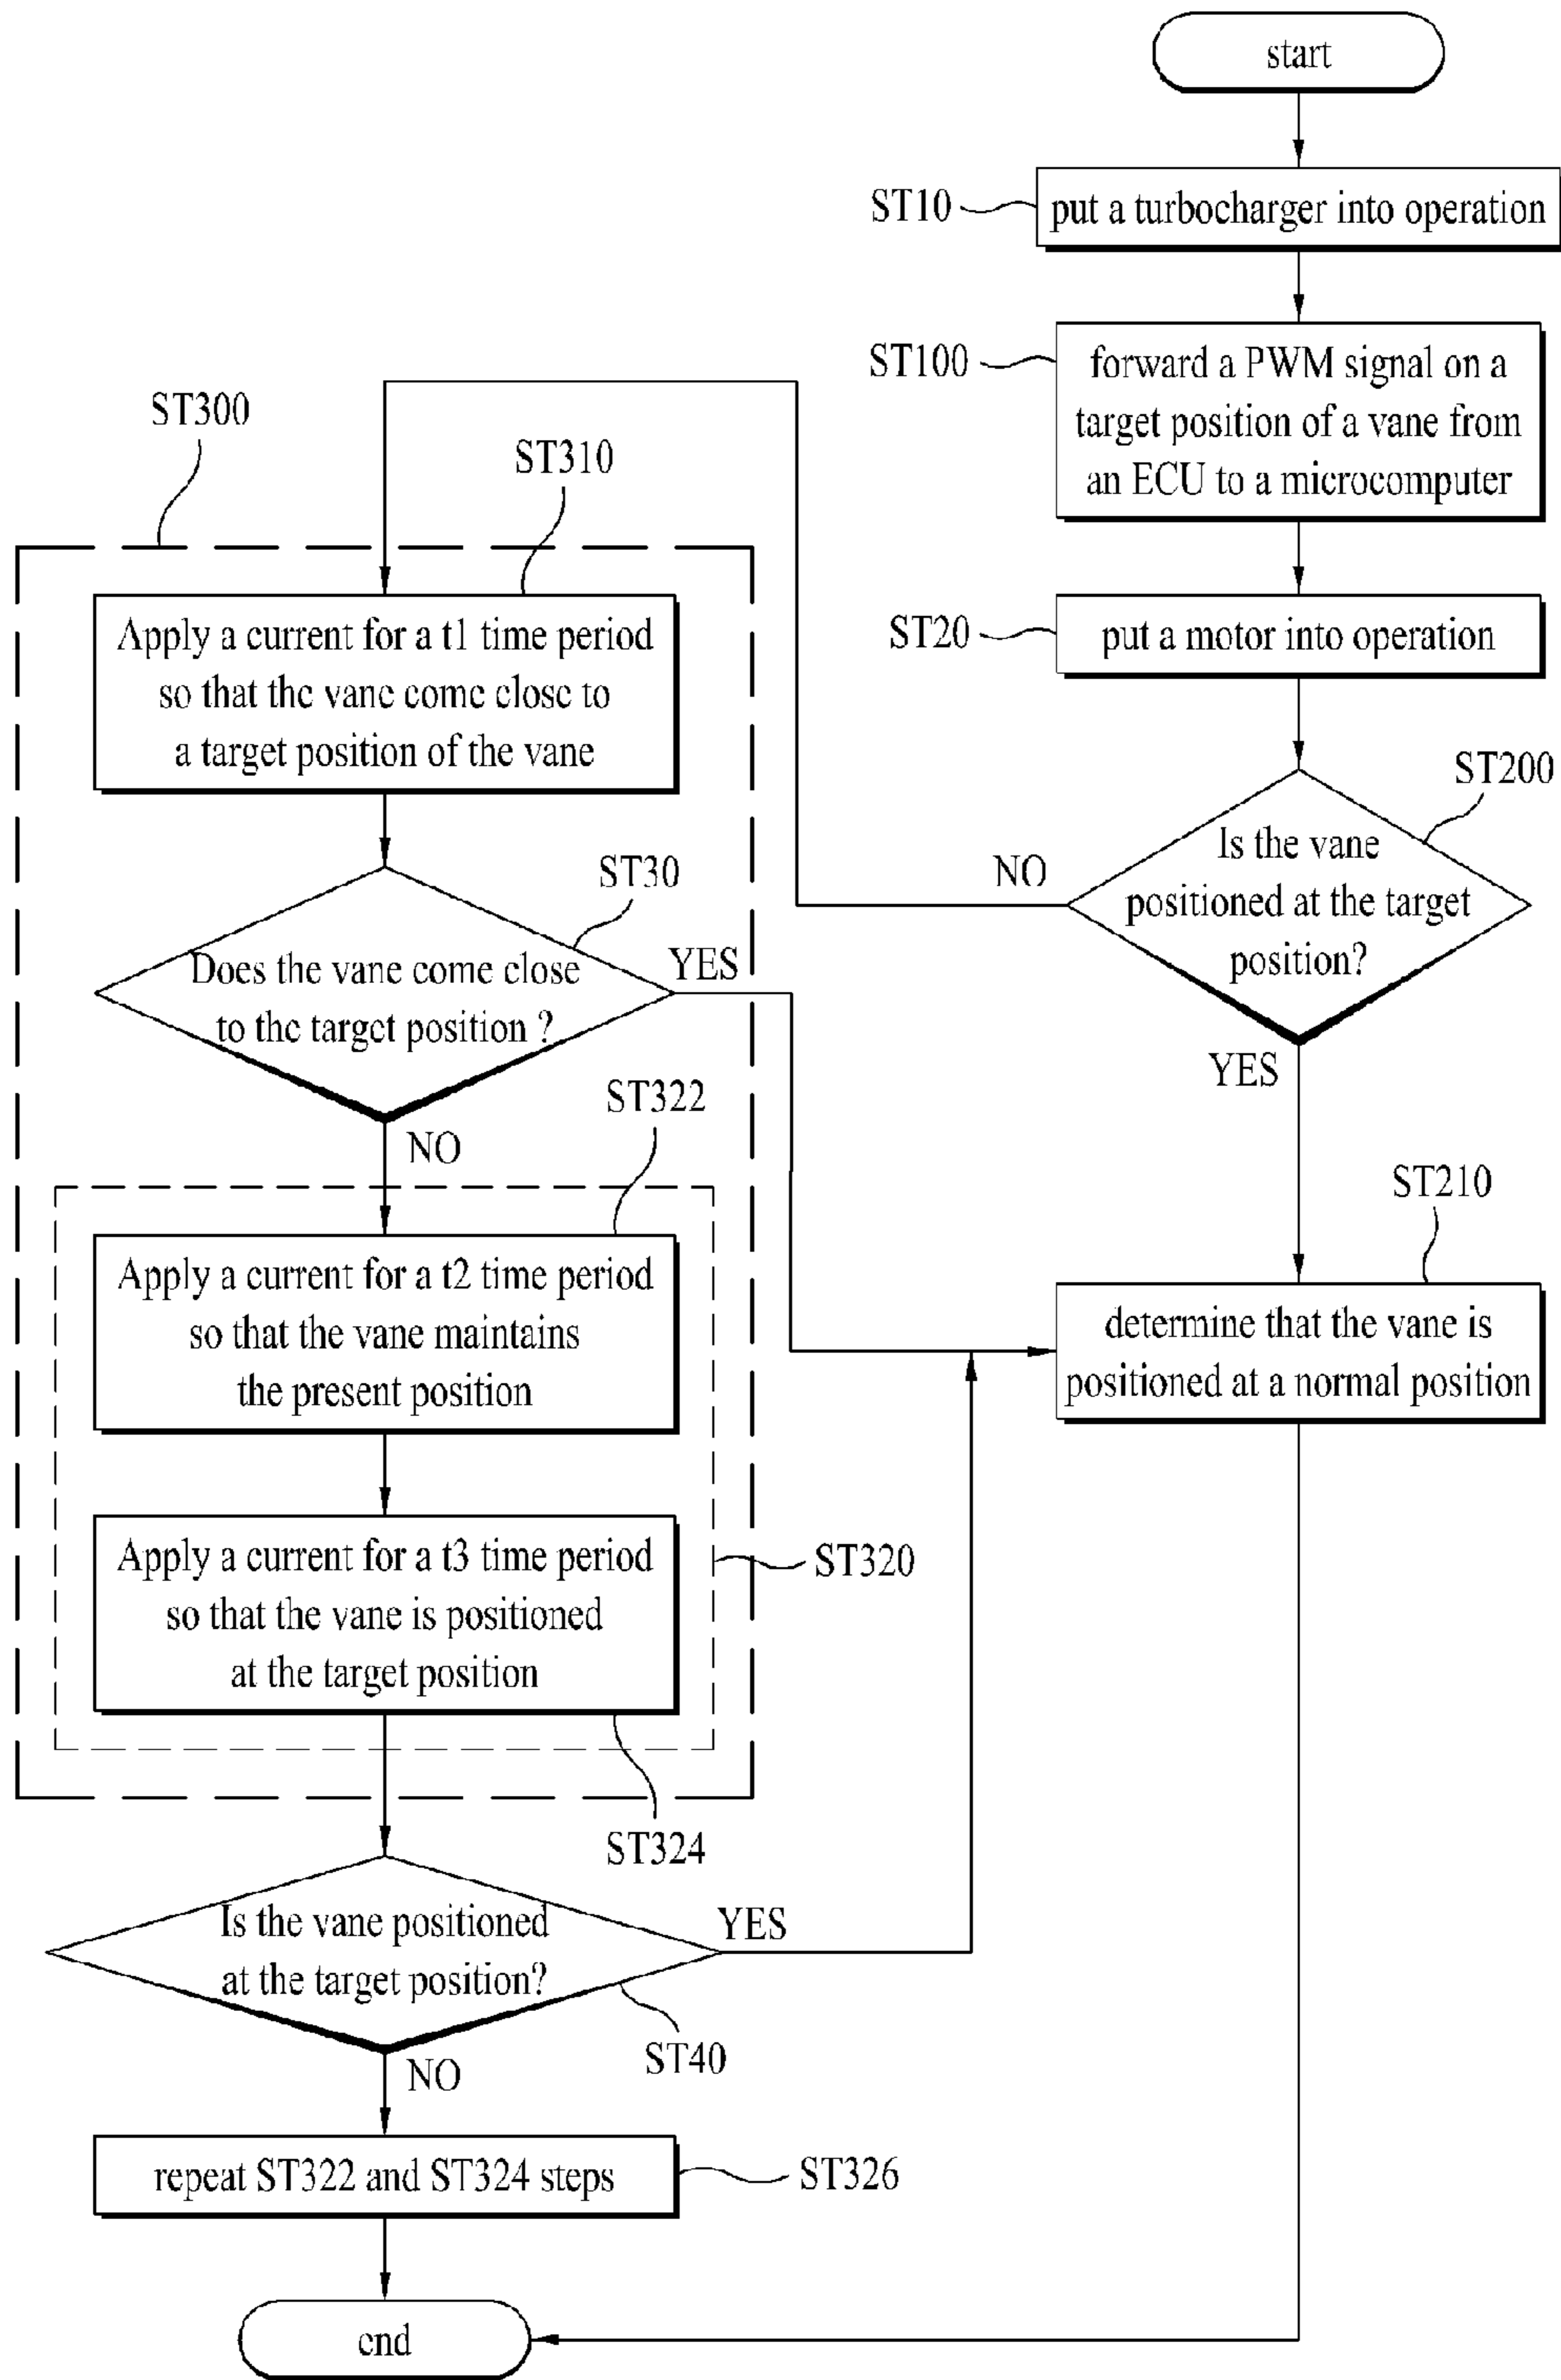 start
ST10
put a turbocharger into operation
ST100
forward a PWM signal on a
target position of a vane from
an ECU to a microcomputer
ST20
put a motor into operation
ST200
Is the vane
positioned at the target
position?
NO
YES
ST210
determine that the vane is
positioned at a normal position
ST300
ST310
Apply a current for a t1 time period
so that the vane come close to
a target position of the vane
ST30
Does the vane come close
to the target position ?
YES
NO
ST322
Apply a current for a t2 time period
so that the vane maintains
the present position
Apply a current for a t3 time period
so that the vane is positioned
at the target position
ST320
ST324
Is the vane positioned
at the target position?
YES
ST40
NO
repeat ST322 and ST324 steps
ST326
end